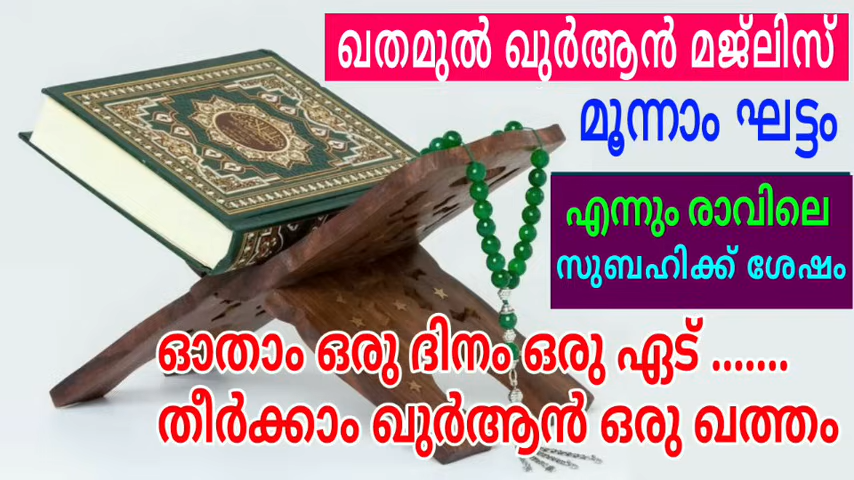 ഖതമുൽ ഖുർആൻ മജ്ലിസ്
മൂന്നാം ഘട്ടം
എന്നും രാവിലെ
സുബഹിക്ക് ശേഷം
ഓതാം ഒരു ദിനം ഒരു ഏട് .......
തീർക്കാം ഖുർആൻ ഒരു ഖത്തം